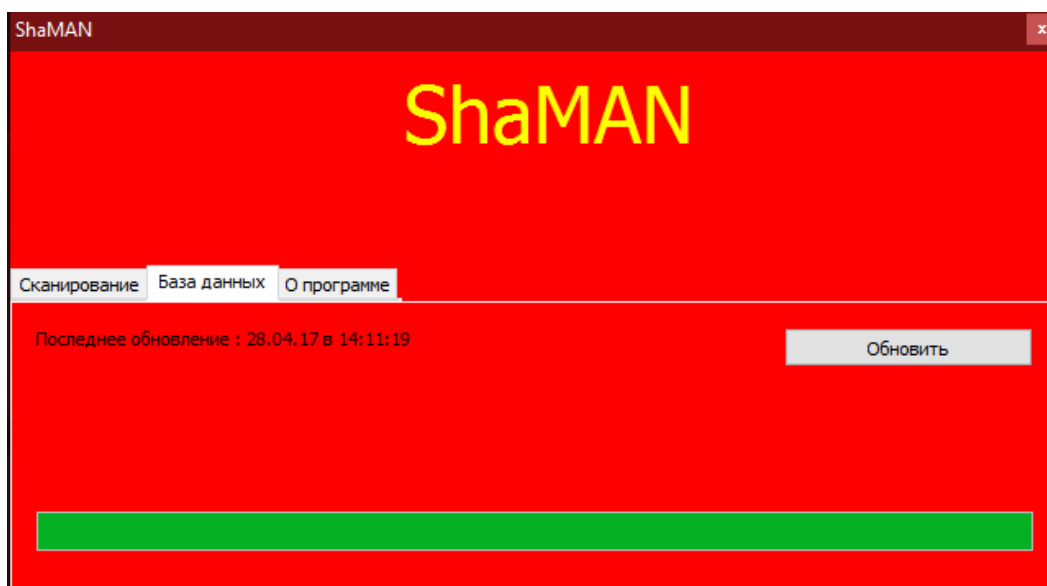 ShaMAN
x
ShaMAN
Сканирование База данных О программе
Последнее обновление : 28.04.17 в 14:11:19
Обновить